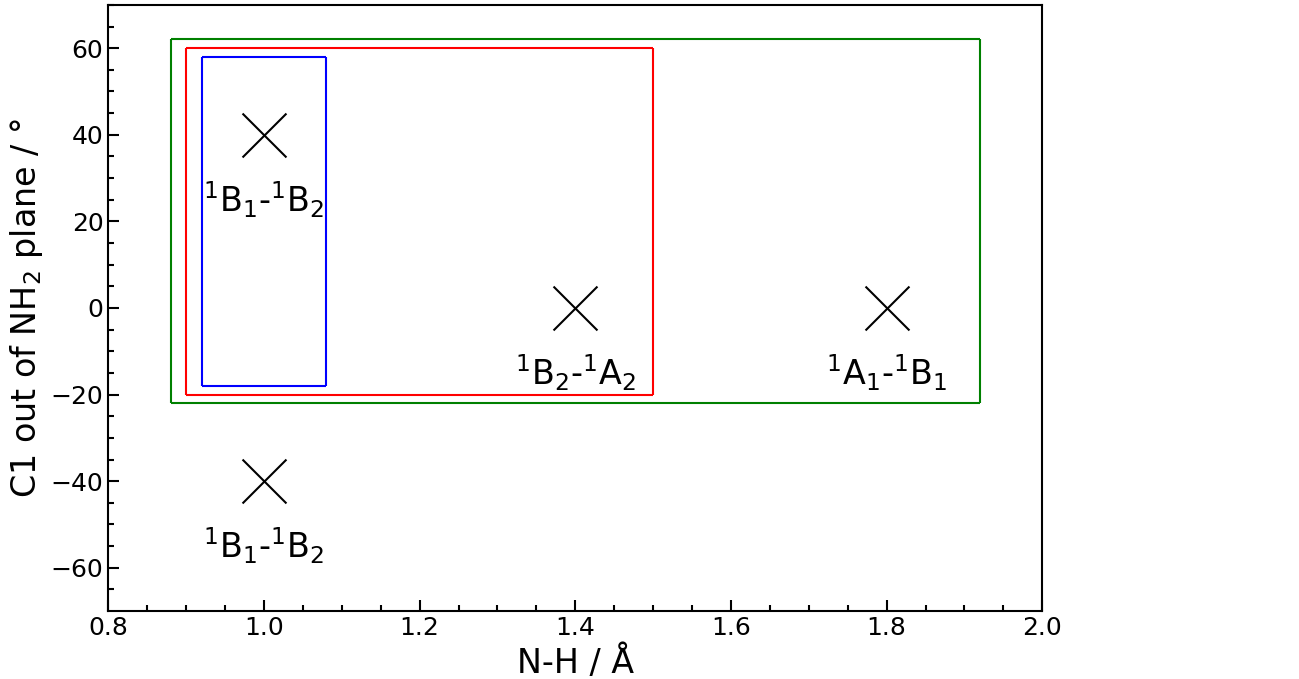 C1 out of NH₂ plane / °
60
40
20
0
−20
−40
−60
¹B₁-¹B₂
¹B₂-¹A₂
¹A₁-¹B₁
¹B₁-¹B₂
0.8 1.0 1.2 1.4 1.6 1.8 2.0
N-H / Å